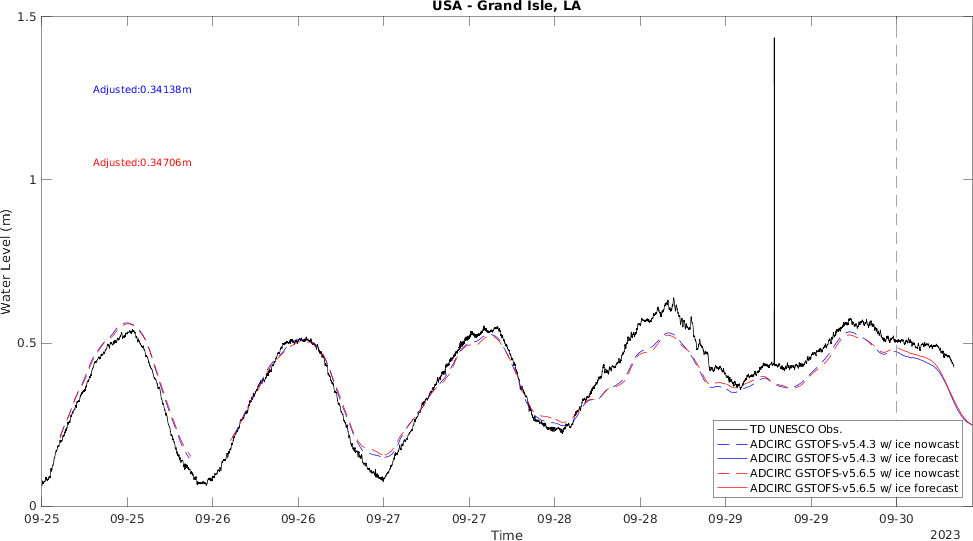 USA - Grand Isle, LA
1.5
Adjusted:0.34138m
Adjusted:0.34706m
1
Water Level (m)
0.5
TD UNESCO Obs.
ADCIRC GSTOFS-v5.4.3 w/ ice nowcast
ADCIRC GSTOFS-v5.4.3 w/ ice forecast
ADCIRC GSTOFS-v5.6.5 w/ ice nowcast
ADCIRC GSTOFS-v5.6.5 w/ ice forecast
0
09-25 09-25 09-26 09-26 09-27 09-27 09-28 09-28 09-29 09-29 09-30
Time
2023